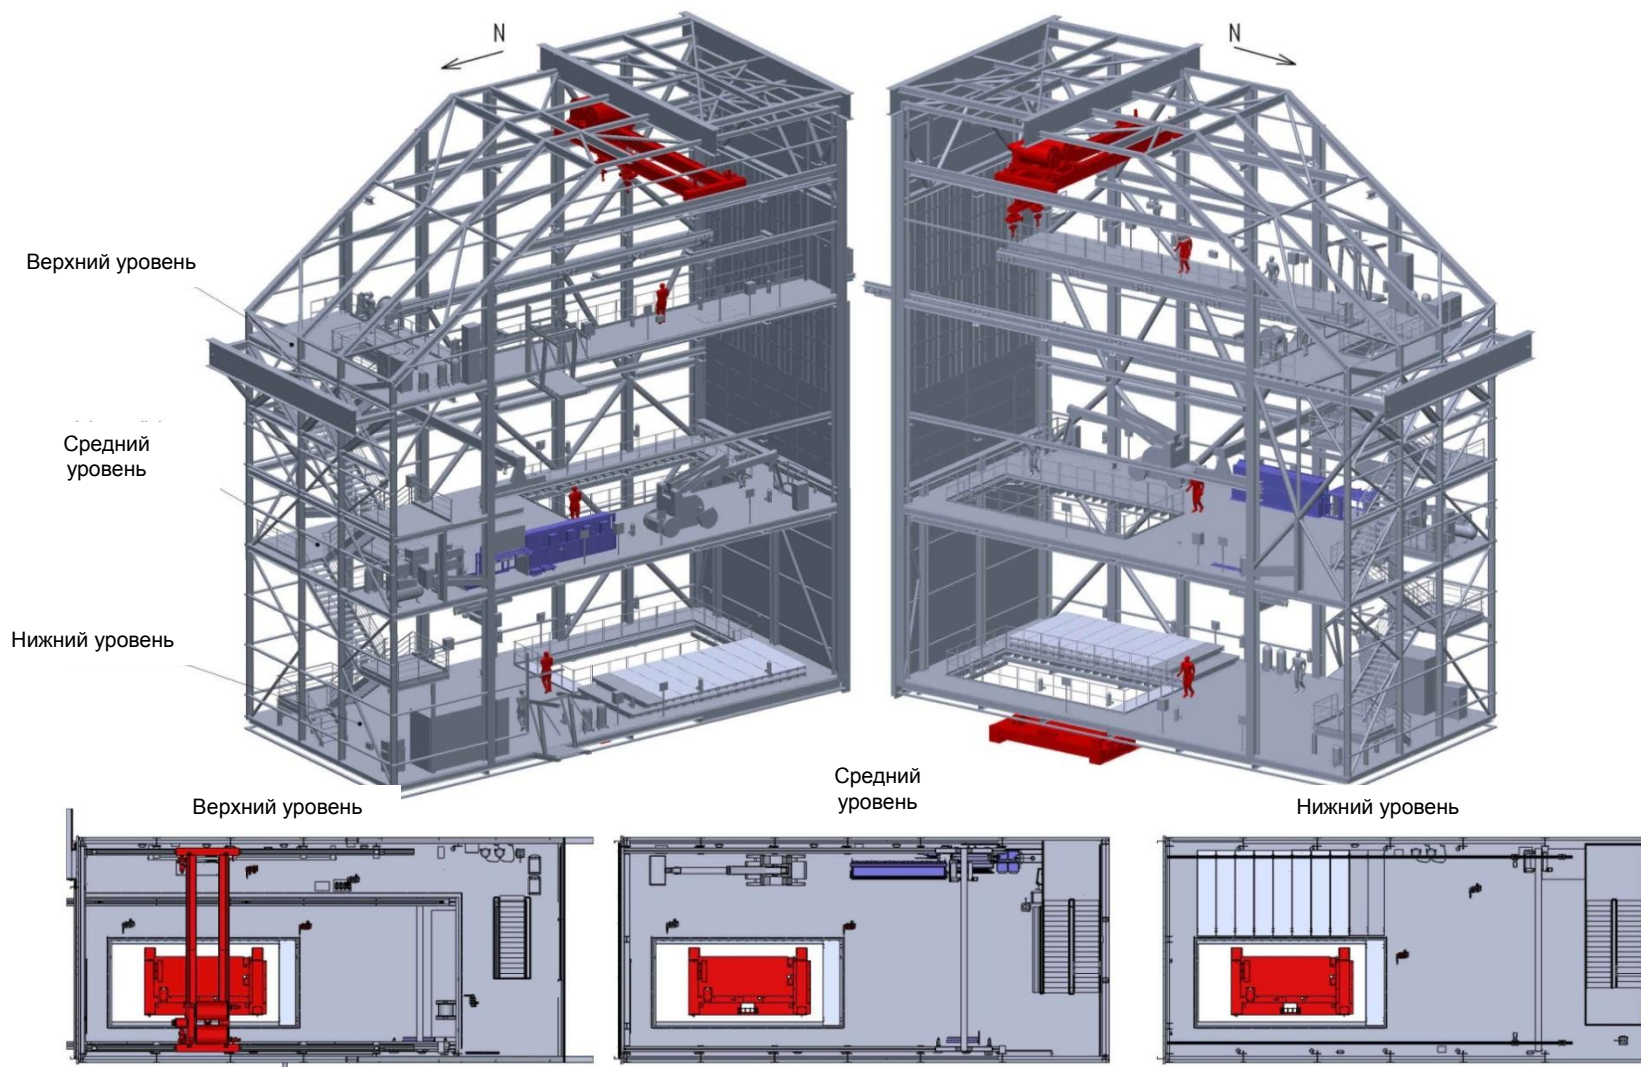 N
N
Верхний уровень
Средний
уровень
Нижний уровень
Верхний уровень
Средний
уровень
Нижний уровень